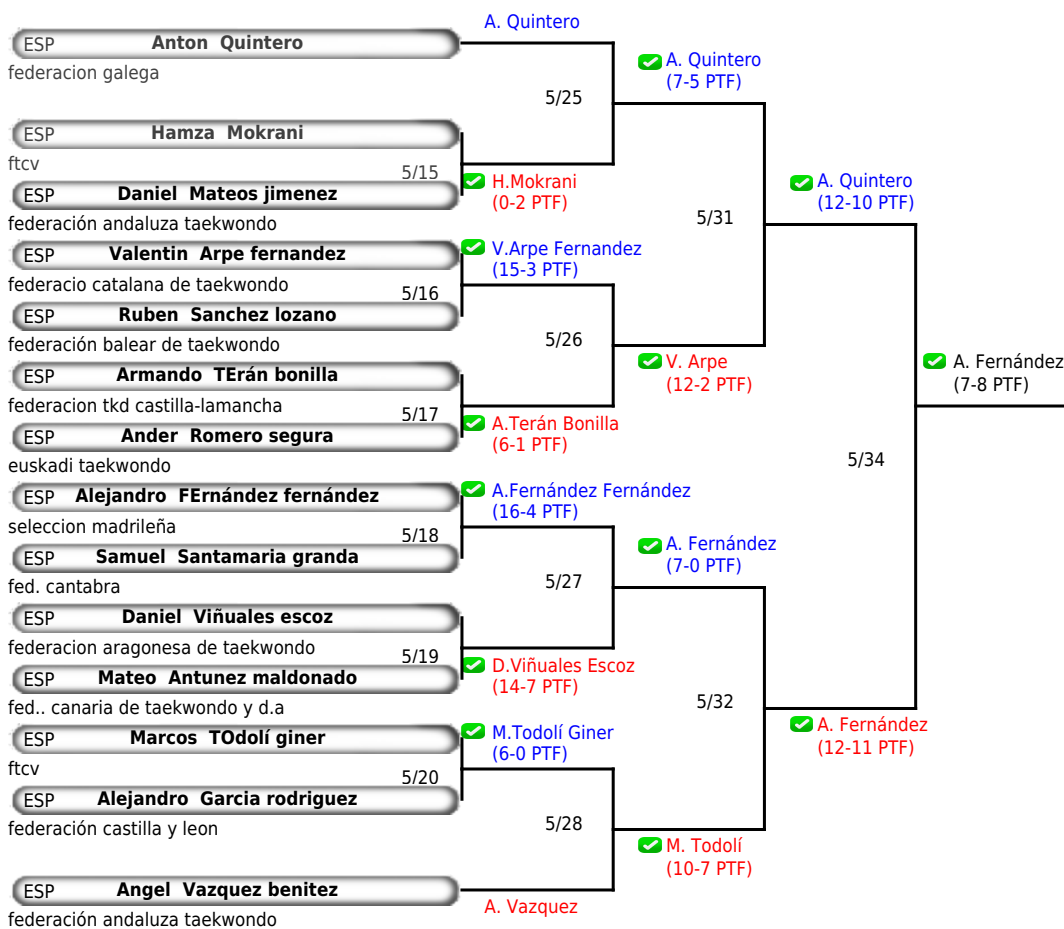 A. Quintero
ESP Anton Quintero
federacion galega
A. Quintero
(7-5 PTF)
5/25
ESP Hamza Mokrani
ftcv
5/15
H.Mokrani
(0-2 PTF)
ESP Daniel Mateos jimenez
federación andaluza taekwondo
A. Quintero
(12-10 PTF)
5/31
ESP Valentin Arpe fernandez
federacio catalana de taekwondo
V.Arpe Fernandez
(15-3 PTF)
5/16
ESP Ruben Sanchez lozano
federación balear de taekwondo
5/26
V. Arpe
(12-2 PTF)
A. Fernández
(7-8 PTF)
ESP Armando TErán bonilla
federacion tkd castilla-lamancha
5/17
A.Terán Bonilla
(6-1 PTF)
ESP Ander Romero segura
euskadi taekwondo
5/34
ESP Alejandro FErnández fernández
seleccion madrileña
A.Fernández Fernández
(16-4 PTF)
5/18
ESP Samuel Santamaria granda
fed. cantabra
A. Fernández
(7-0 PTF)
5/27
ESP Daniel Viñuales escoz
federacion aragonesa de taekwondo
5/19
D.Viñuales Escoz
(14-7 PTF)
ESP Mateo Antunez maldonado
fed.. canaria de taekwondo y d.a
5/32
A. Fernández
(12-11 PTF)
ESP Marcos TOdolí giner
ftcv
M.Todolí Giner
(6-0 PTF)
5/20
ESP Alejandro Garcia rodriguez
federación castilla y leon
5/28
M. Todolí
(10-7 PTF)
ESP Angel Vazquez benitez
federación andaluza taekwondo
A. Vazquez